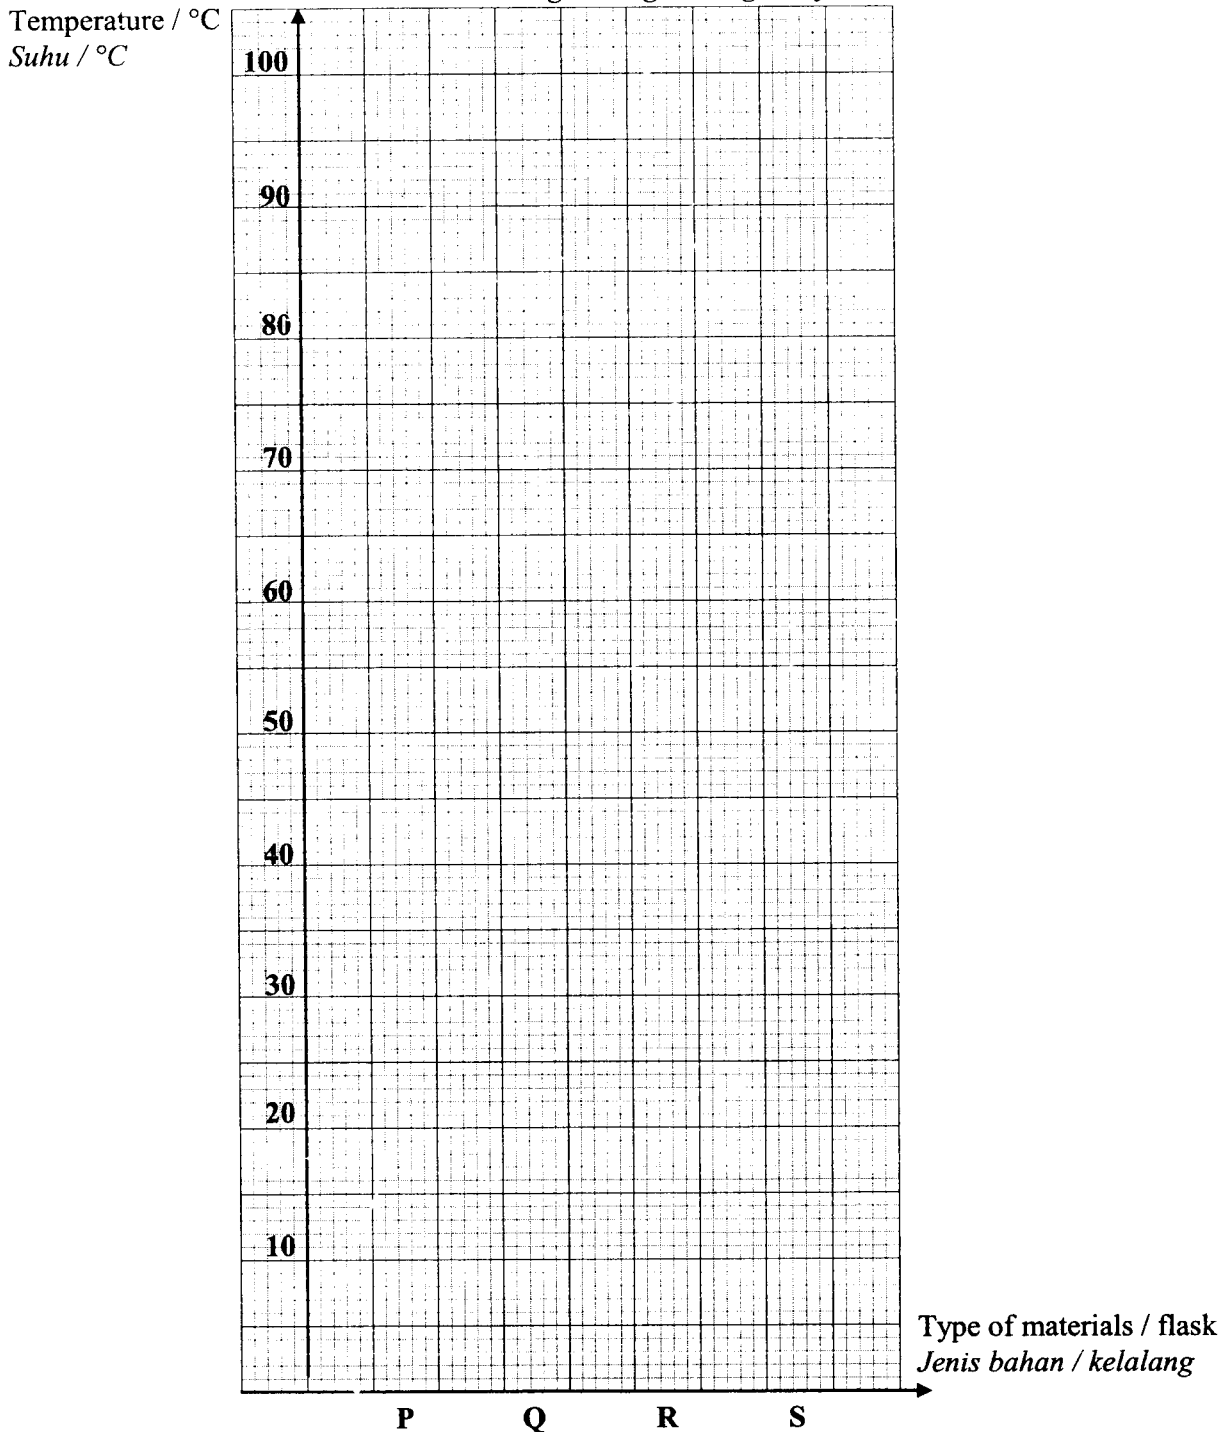 Temperature / °C
Suhu / °C
100
90
80
70
60
50
40
30
20
10
Type of materials / flask
Jenis bahan / kelalang
P Q R S